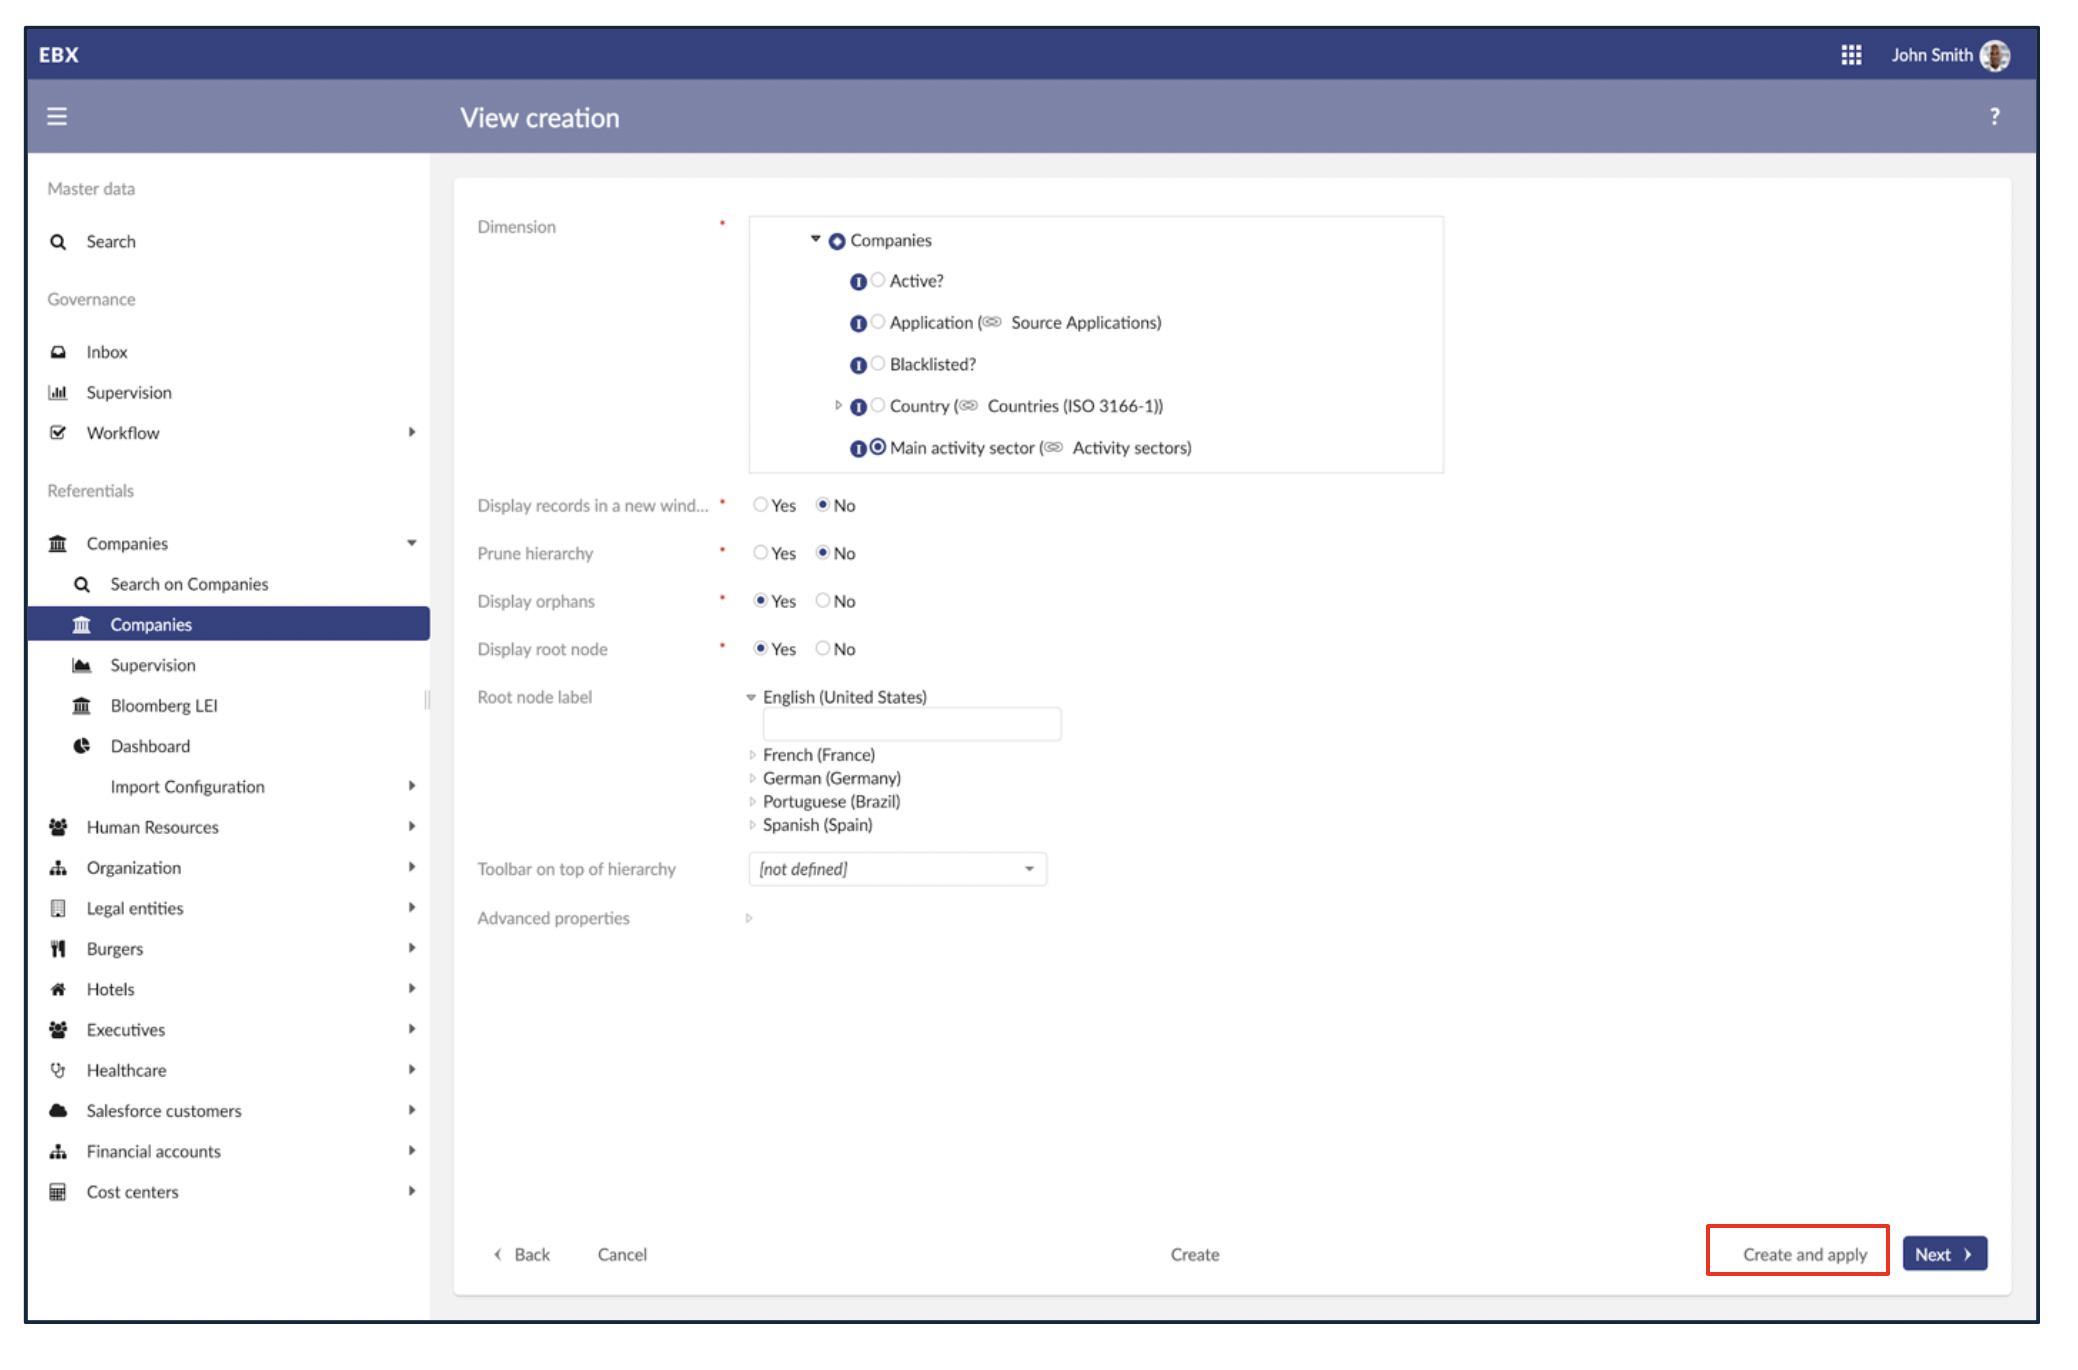 EBX
John Smith
View creation
?
Master data
Search
Governance
Inbox
Supervision
Workflow
Referentials
Companies
Search on Companies
Companies
Supervision
Bloomberg LEI
Dashboard
Import Configuration
Human Resources
Organization
Legal entities
Burgers
Hotels
Executives
Healthcare
Salesforce customers
Financial accounts
Cost centers
Dimension *
Companies
Active?
Application ( Source Applications)
Blacklisted?
Country ( Countries (ISO 3166-1))
Main activity sector ( Activity sectors)
Display records in a new wind... * Yes No
Prune hierarchy * Yes No
Display orphans * Yes No
Display root node * Yes No
Root node label English (United States)
French (France)
German (Germany)
Portuguese (Brazil)
Spanish (Spain)
Toolbar on top of hierarchy [not defined]
Advanced properties
Back Cancel Create Create and apply Next